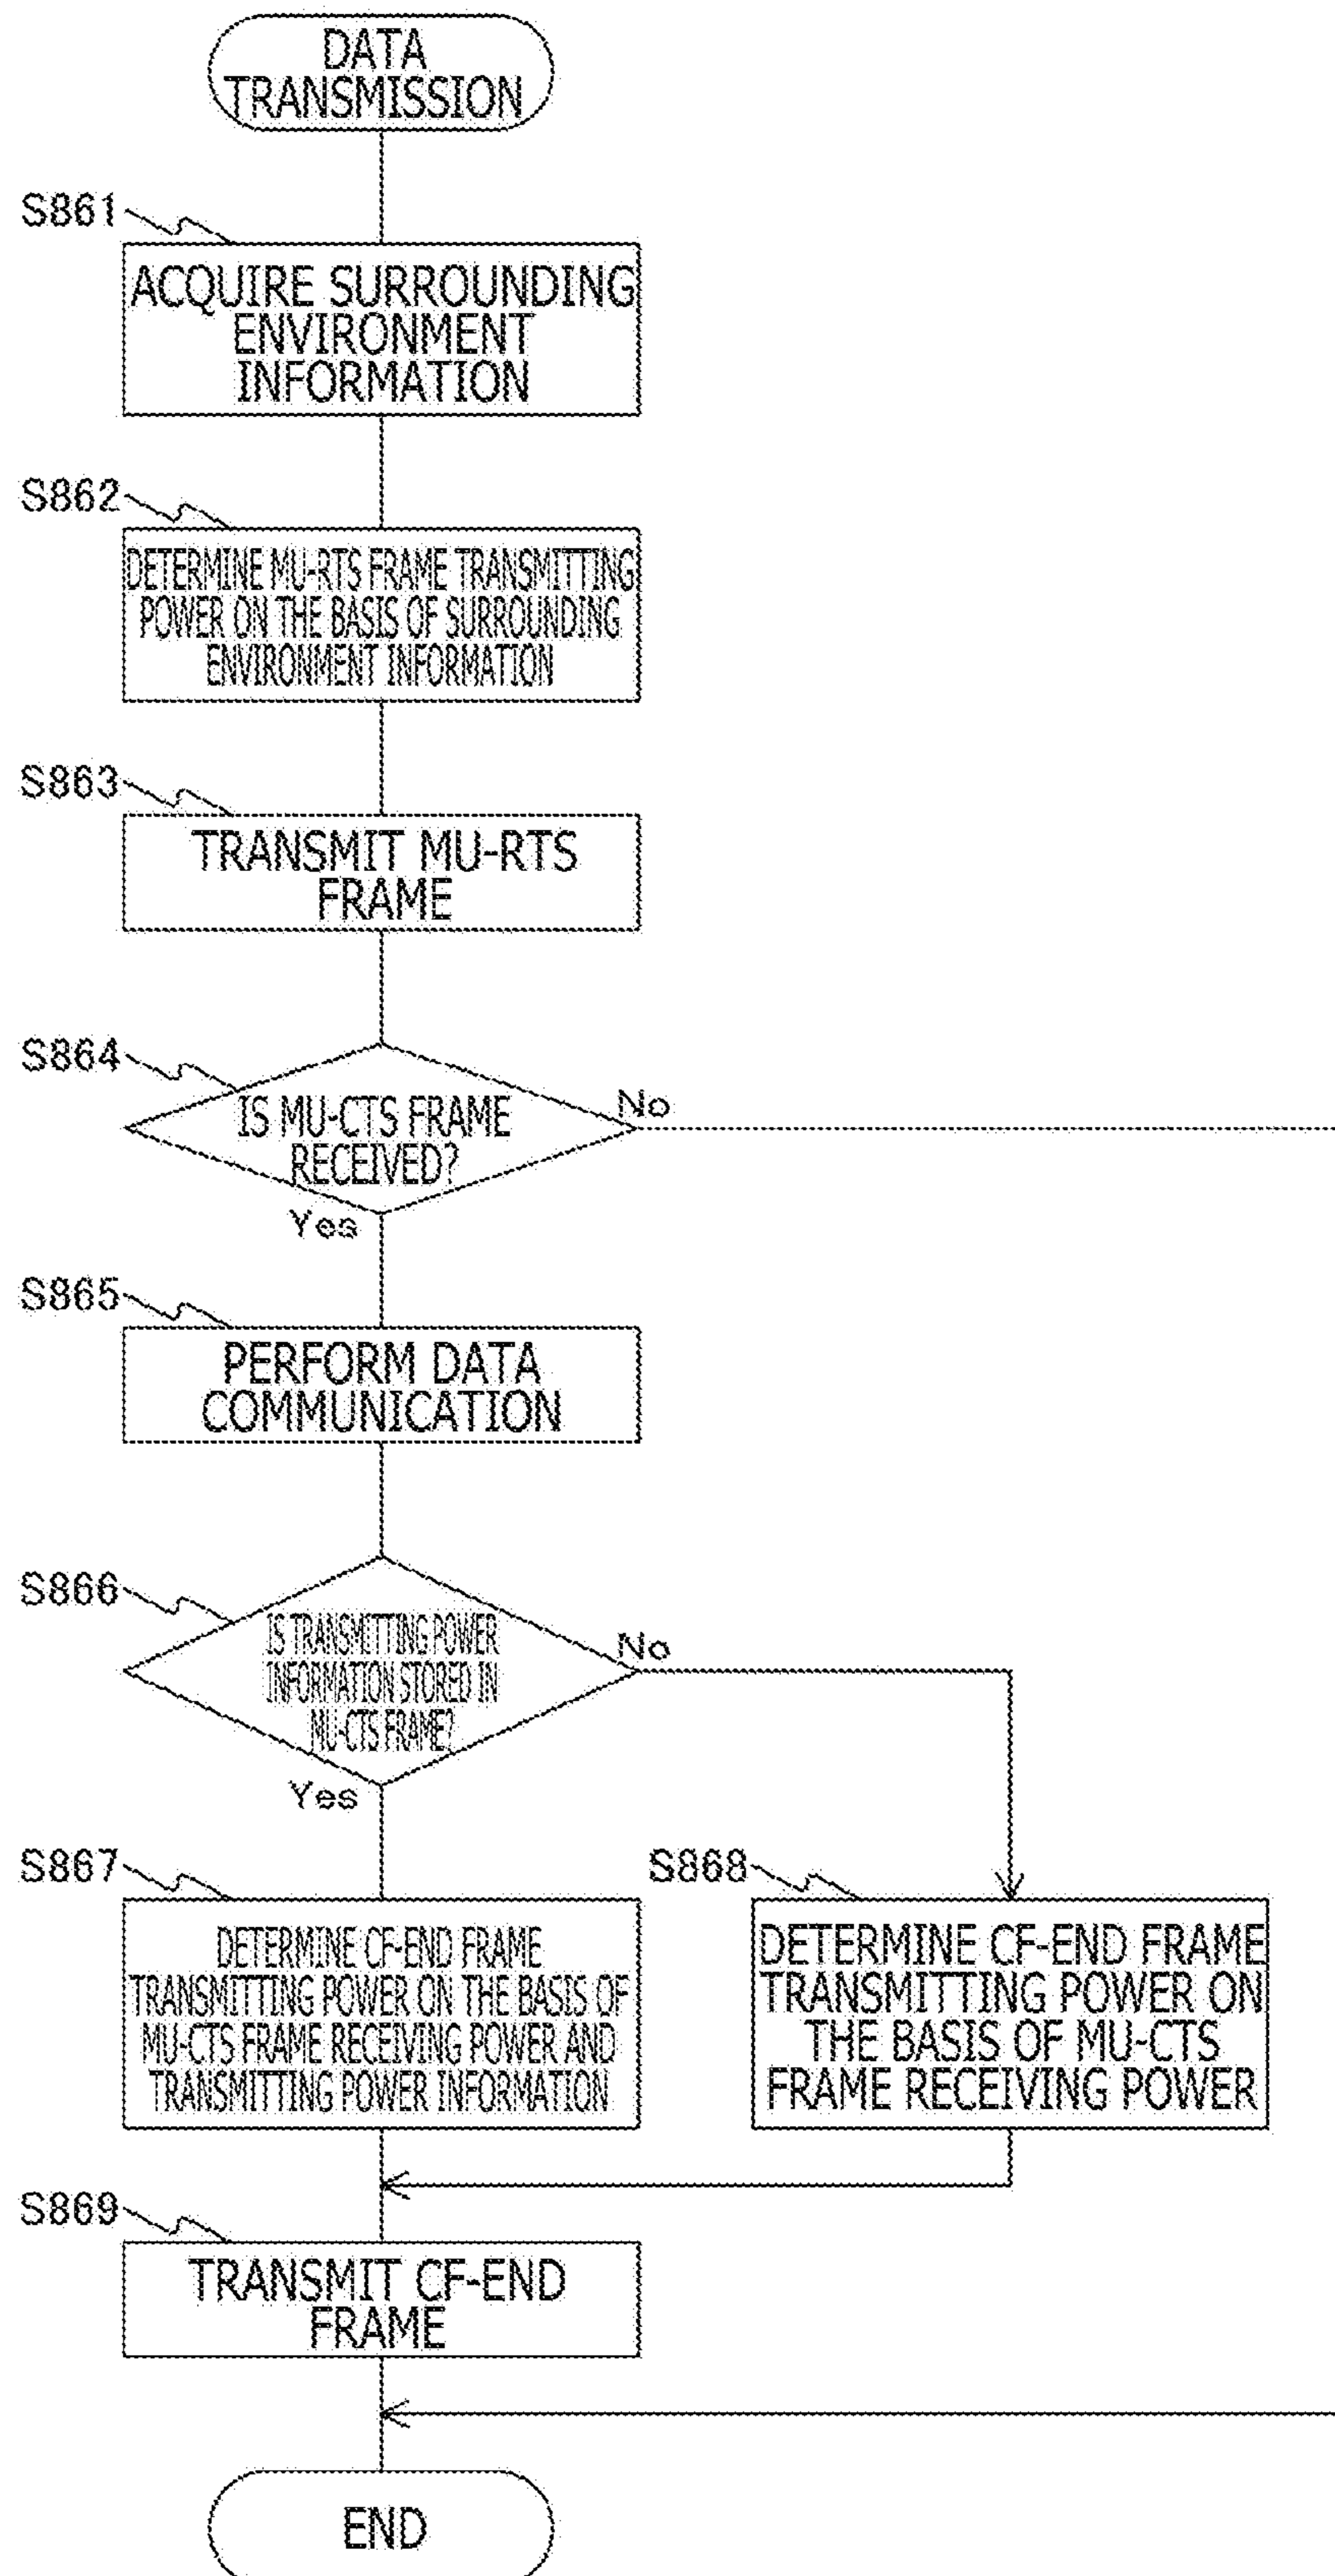 DATA
TRANSMISSION
S861
ACQUIRE SURROUNDING
ENVIRONMENT
INFORMATION
S862
DETERMINE MU-RTS FRAME TRANSMITTING
POWER ON THE BASIS OF SURROUNDING
ENVIRONMENT INFORMATION
S863
TRANSMIT MU-RTS
FRAME
S864
IS MU-CTS FRAME
RECEIVED?
No
Yes
S865
PERFORM DATA
COMMUNICATION
S866
IS TRANSMITTING POWER
INFORMATION STORED IN
MU-CTS FRAME?
No
Yes
S867
DETERMINE CF-END FRAME
TRANSMITTING POWER ON THE BASIS OF
MU-CTS FRAME RECEIVING POWER AND
TRANSMITTING POWER INFORMATION
S868
DETERMINE CF-END FRAME
TRANSMITTING POWER ON
THE BASIS OF MU-CTS
FRAME RECEIVING POWER
S869
TRANSMIT CF-END
FRAME
END